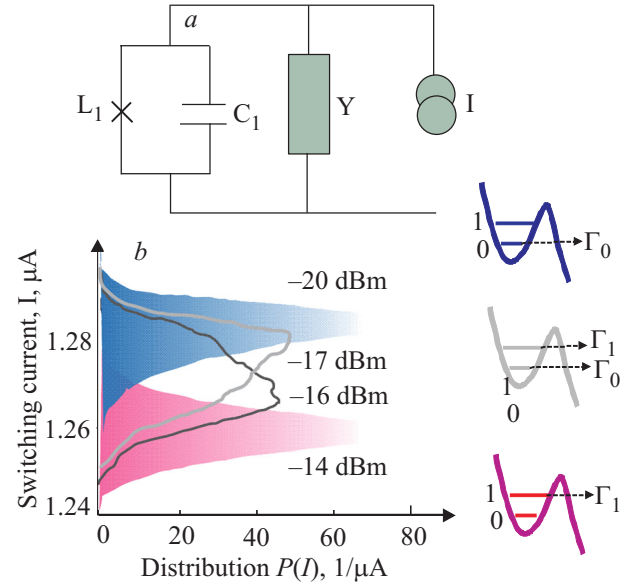 a
L₁
C₁
Y
I
b
Switching current, I, μA
1.28
1.26
1.24
–20 dBm
–17 dBm
–16 dBm
–14 dBm
0
20
40
60
80
Distribution P(I), 1/μA
1
0
Γ₀
Γ₁
Γ₀
1
0
1
0
Γ₁